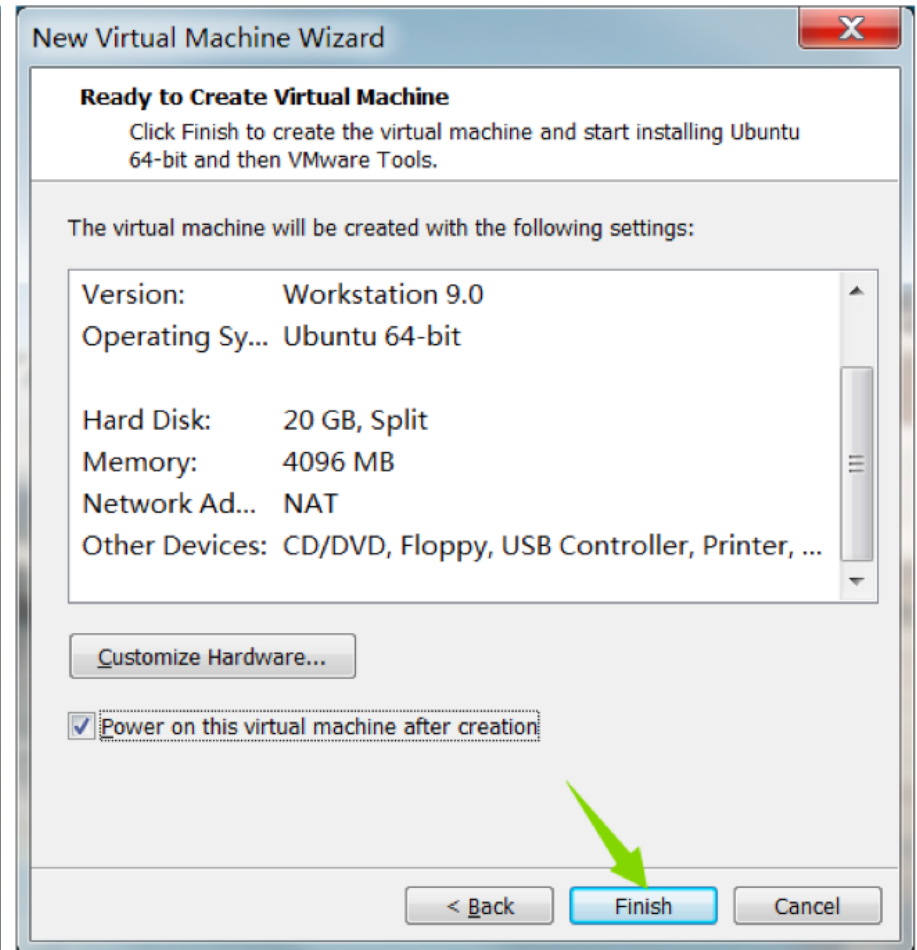 New Virtual Machine Wizard
Ready to Create Virtual Machine
Click Finish to create the virtual machine and start installing Ubuntu
64-bit and then VMware Tools.
The virtual machine will be created with the following settings:
Version: Workstation 9.0
Operating Sy... Ubuntu 64-bit
Hard Disk: 20 GB, Split
Memory: 4096 MB
Network Ad... NAT
Other Devices: CD/DVD, Floppy, USB Controller, Printer, ...
Customize Hardware...
Power on this virtual machine after creation
< Back Finish Cancel